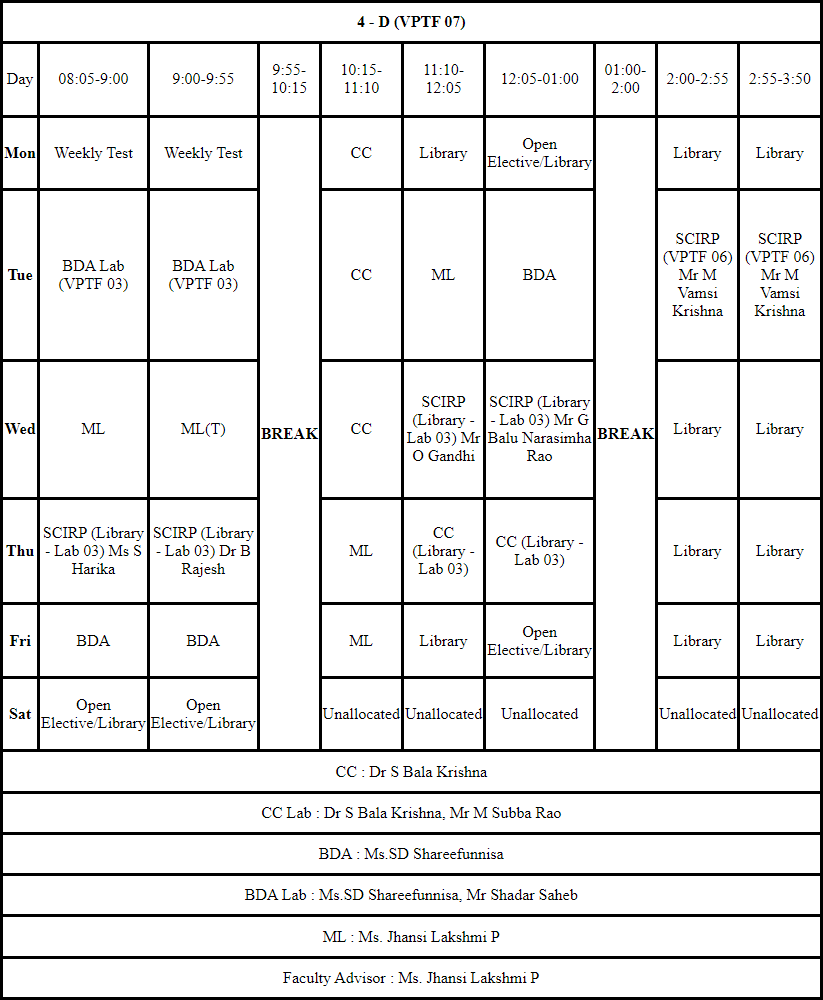 4 - D (VPTF 07)
Day 08:05-9:00 9:00-9:55 9:55-10:15 10:15-11:10 11:10-12:05 12:05-01:00 01:00-2:00 2:00-2:55 2:55-3:50
Mon Weekly Test Weekly Test CC Library Open Elective/Library Library Library
Tue BDA Lab (VPTF 03) BDA Lab (VPTF 03) CC ML BDA SCIRP (VPTF 06) Mr M Vamsi Krishna SCIRP (VPTF 06) Mr M Vamsi Krishna
Wed ML ML(T) BREAK CC SCIRP (Library - Lab 03) Mr O Gandhi SCIRP (Library - Lab 03) Mr G Balu Narasimha Rao BREAK Library Library
Thu SCIRP (Library - Lab 03) Ms S Harika SCIRP (Library - Lab 03) Dr B Rajesh ML CC (Library - Lab 03) CC (Library - Lab 03) Library Library
Fri BDA BDA ML Library Open Elective/Library Library Library
Sat Open Elective/Library Open Elective/Library Unallocated Unallocated Unallocated Unallocated Unallocated
CC : Dr S Bala Krishna
CC Lab : Dr S Bala Krishna, Mr M Subba Rao
BDA : Ms.SD Shareefunnisa
BDA Lab : Ms.SD Shareefunnisa, Mr Shadar Saheb
ML : Ms. Jhansi Lakshmi P
Faculty Advisor : Ms. Jhansi Lakshmi P